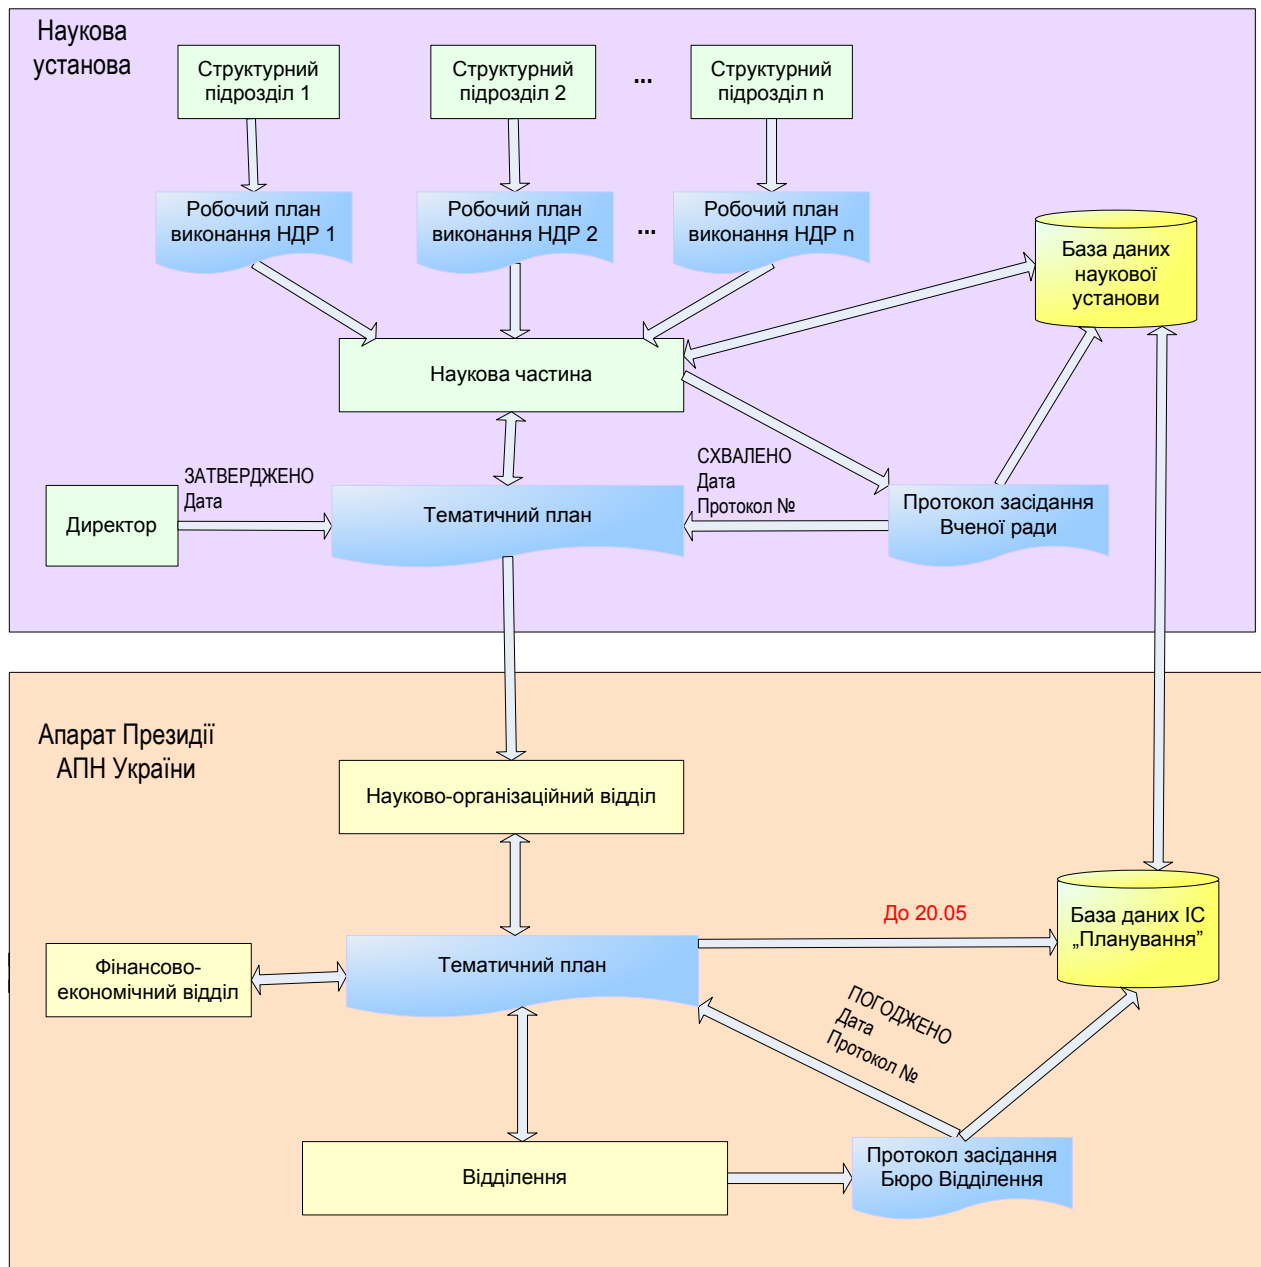 Наукова
установа
Структурний
підрозділ 1
Структурний
підрозділ 2
...
Структурний
підрозділ n
Робочий план
виконання НДР 1
Робочий план
виконання НДР 2
...
Робочий план
виконання НДР n
База даних
наукової
установи
Наукова частина
ЗАТВЕРДЖЕНО
Дата
СХВАЛЕНО
Дата
Протокол №
Директор
Тематичний план
Протокол засідання
Вченої ради
Апарат Президії
АПН України
Науково-організаційний відділ
До 20.05
База даних ІС
„Планування”
Фінансово-
економічний відділ
Тематичний план
ПОГОДЖЕНО
Дата
Протокол №
Відділення
Протокол засідання
Бюро Відділення